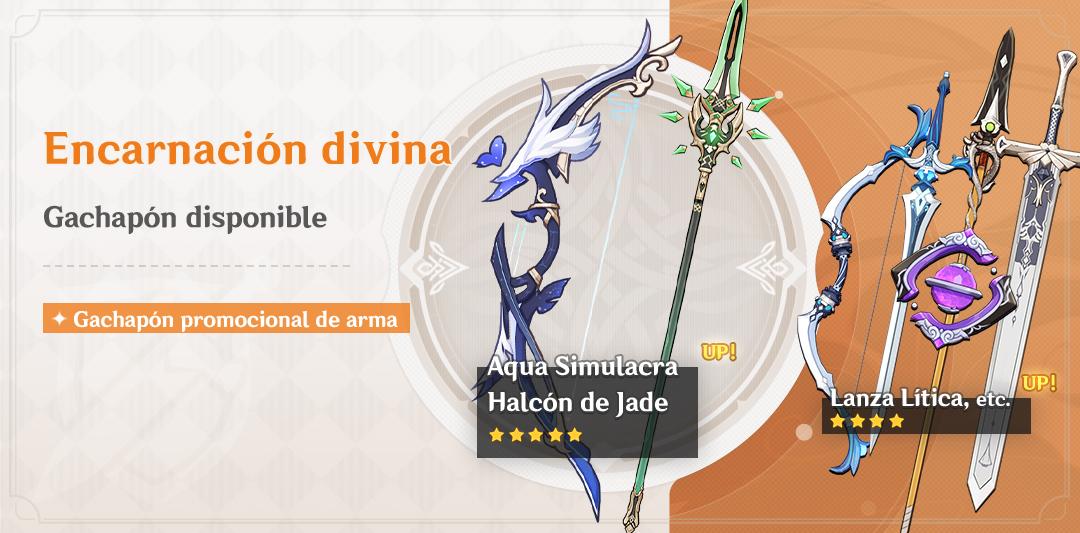 Encarnación divina
Gachapón disponible
✦ Gachapón promocional de arma
UP!
Aqua Simulacra
Halcón de Jade
UP!
Lanza Lítica, etc.